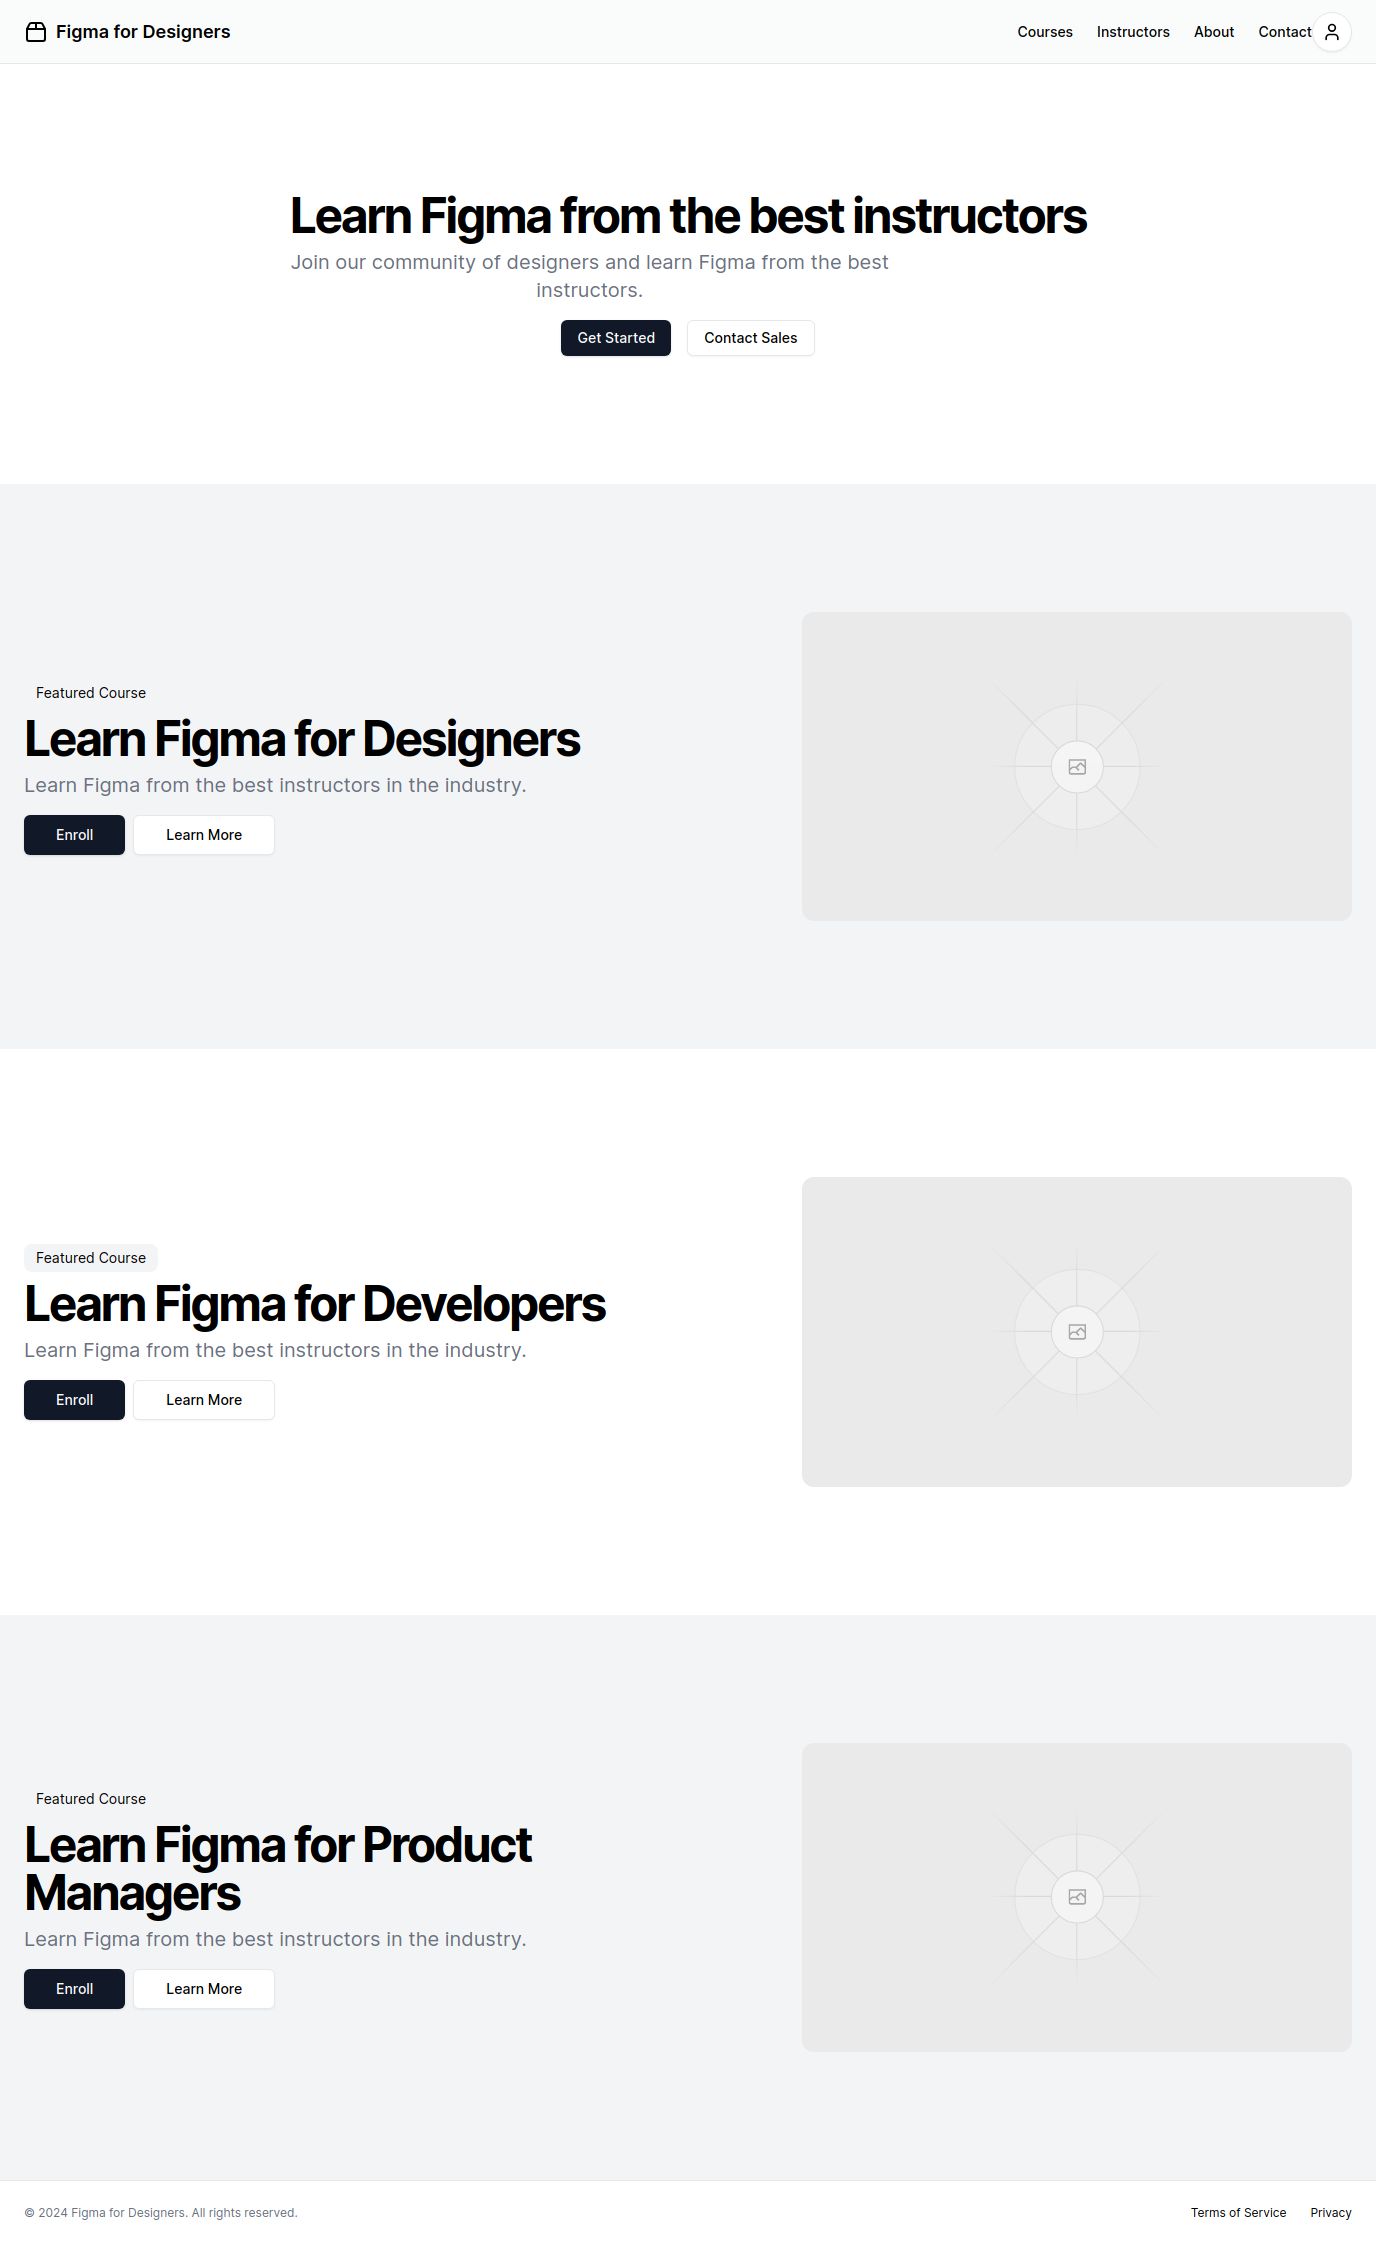 Figma for Designers
Courses
Instructors
About
Contact
Learn Figma from the best instructors
Join our community of designers and learn Figma from the best
instructors.
Get Started
Contact Sales
Featured Course
Learn Figma for Designers
Learn Figma from the best instructors in the industry.
Enroll
Learn More
Featured Course
Learn Figma for Developers
Learn Figma from the best instructors in the industry.
Enroll
Learn More
Featured Course
Learn Figma for Product
Managers
Learn Figma from the best instructors in the industry.
Enroll
Learn More
© 2024 Figma for Designers. All rights reserved.
Terms of Service
Privacy